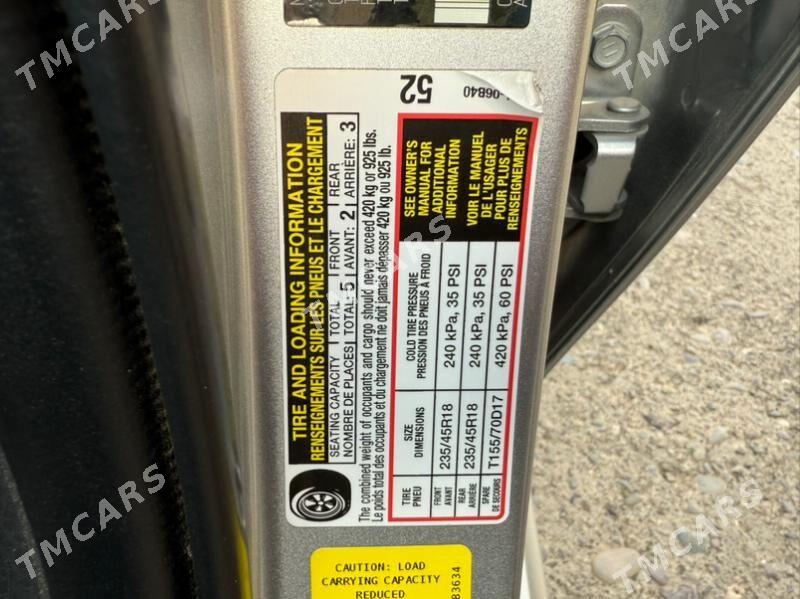 TIRE AND LOADING INFORMATION
RENSEIGNEMENTS SUR LES PNEUS ET LE CHARGEMENT
SEATING CAPACITY TOTAL FRONT REAR
NOMBRE DE PLACES TOTAL: 5 AVANT: 2 ARRIÈRE: 3
The combined weight of occupants and cargo should never exceed 420 kg or 925 lbs.
Le poids total des occupants et du chargement ne doit jamais dépasser 420 kg ou 925 lb.
TIRE PNEU
SIZE DIMENSIONS
COLD TIRE PRESSURE
PRESSION DES PNEUS À FROID
FRONT AVANT 235/45R18 240 kPa, 35 PSI
REAR ARRIÈRE 235/45R18 240 kPa, 35 PSI
SPARE DE SECOURS T155/70D17 420 kPa, 60 PSI
SEE OWNER'S
MANUAL FOR
ADDITIONAL
INFORMATION
VOIR LE MANUEL
DE L'USAGER
POUR PLUS DE
RENSEIGNEMENTS
52
-06B40
CAUTION: LOAD
CARRYING CAPACITY
REDUCED
83634
TMCARS
TMCARS
TMCARS
TMCARS
TMCARS